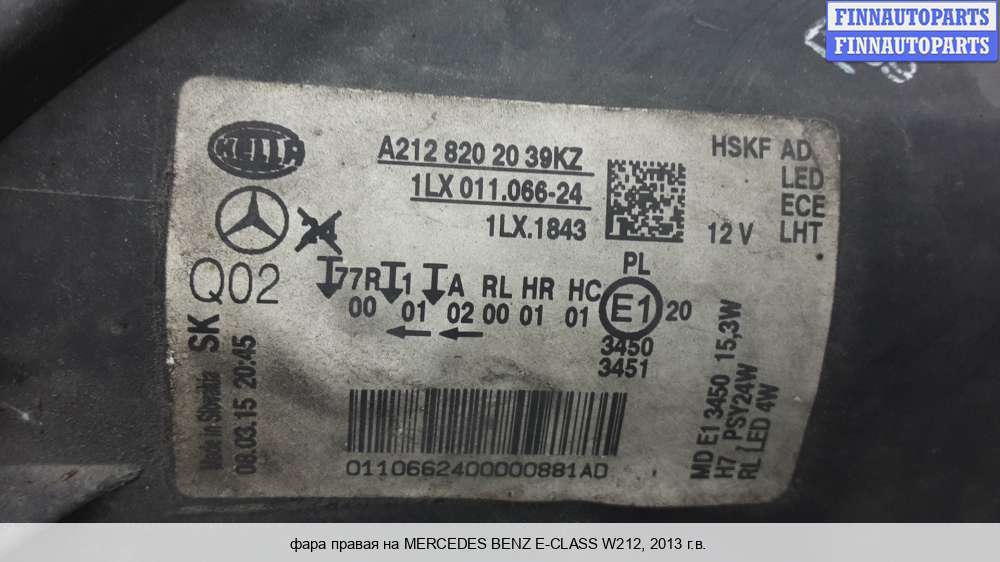 FINNAUTOPARTS
FINNAUTOPARTS
HELLA
A212 820 20 39KZ
1LX 011.066-24
1LX.1843
HSKF AD
LED
ECE
12 V LHT
24
Q02
SK
Made in Slovakia
09.03.15 20:45
77R 1 A RL HR HC
00 01 02 00 01 01
PL
E1 20
3450
3451
MD E1 3450 15,3W
H7 PSY24W
RL LED 4W
01106624000000881AD
фара правая на MERCEDES BENZ E-CLASS W212, 2013 г.в.